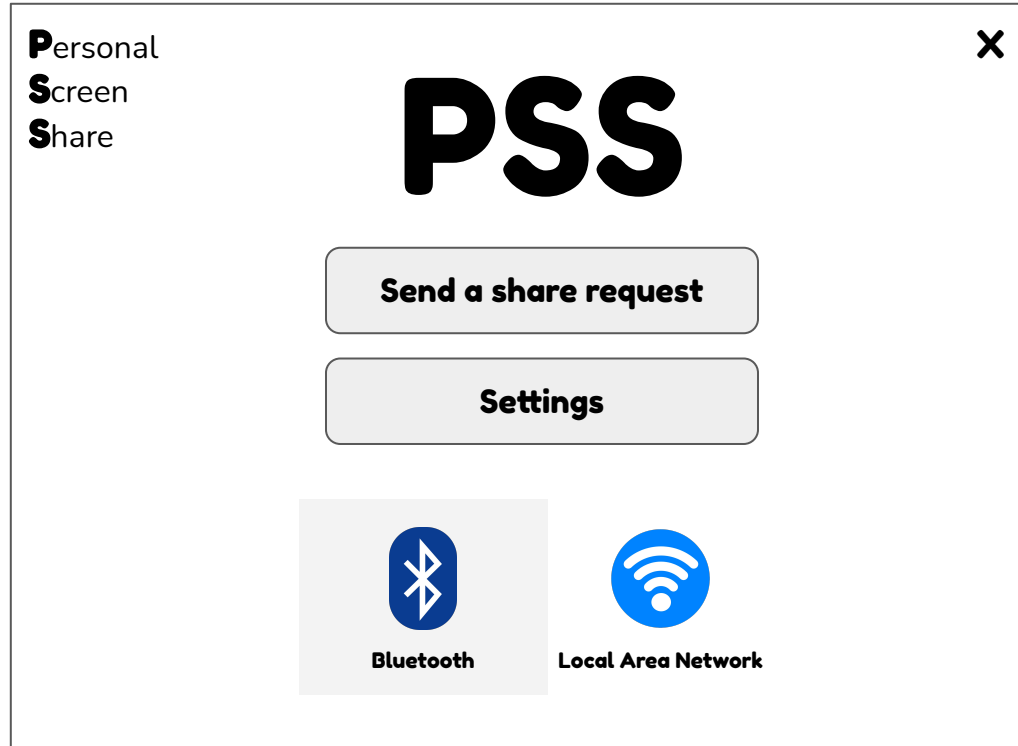 Personal
Screen
Share
PSS
Send a share request
Settings
Bluetooth
Local Area Network